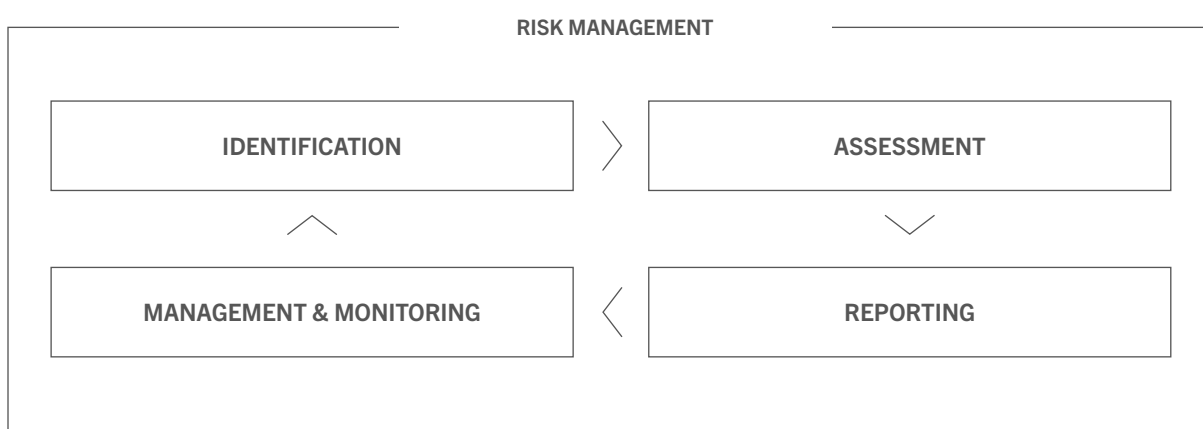 RISK MANAGEMENT
IDENTIFICATION
ASSESSMENT
MANAGEMENT & MONITORING
REPORTING